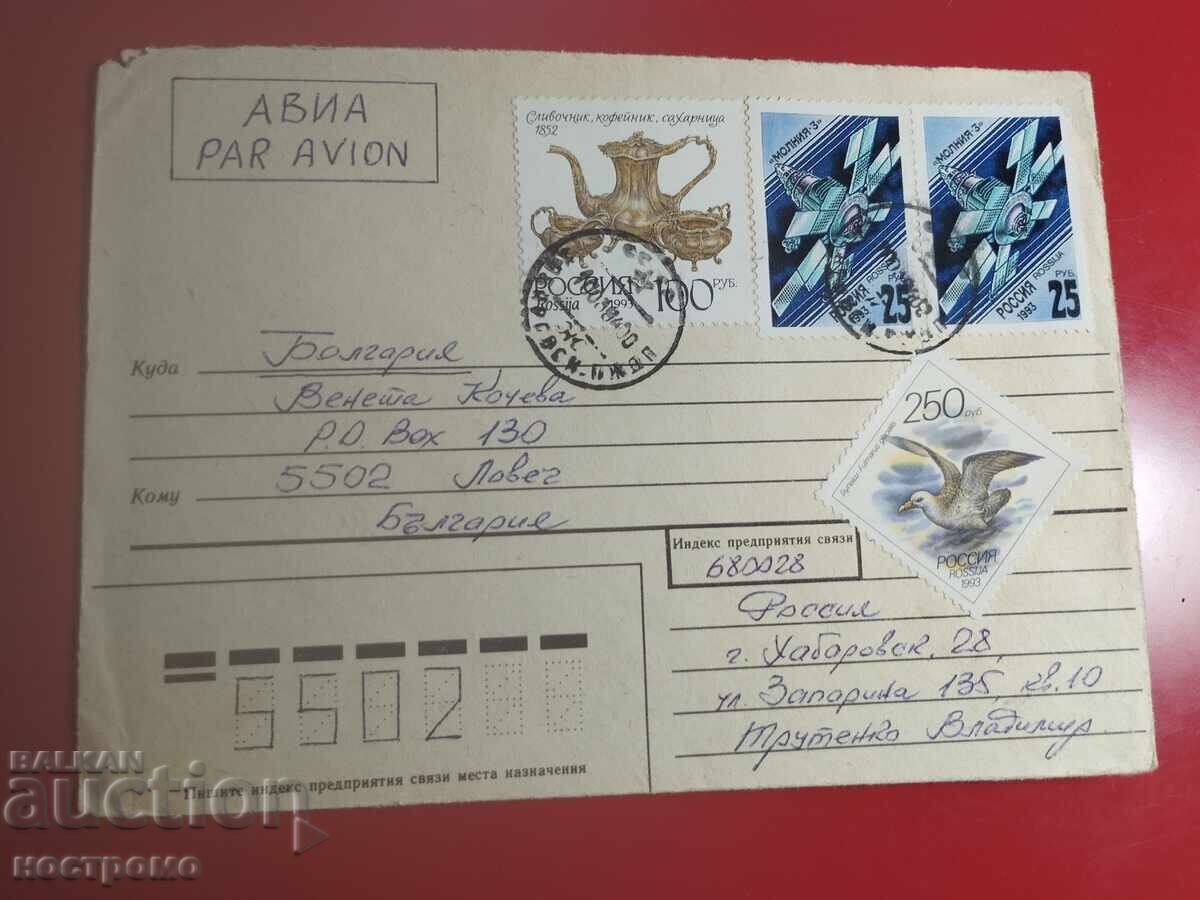 АВИА
PAR AVION
Сливочник, кофейник, сахарница
1852
РОССИЯ 100 РУБ.
Rossija 1993
"МОЛНИЯ-3"
РОССИЯ ROSSIJA
1993
25 РУБ.
"МОЛНИЯ-3"
РОССИЯ ROSSIJA
1993
25 РУБ.
Куда
Болгария
Венета Кочева
P.O. Box 130
Кому
5502 Ловеч
България
250 РУБ
РОССИЯ
ROSSIJA
1993
Индекс предприятия связи
680028
Россия
г. Хабаровск, 28,
ул. Запарина 135, кв. 10
Трутенко Владимир
5502
Пишите индекс предприятия связи места назначения
BALKAN
auction
костромо